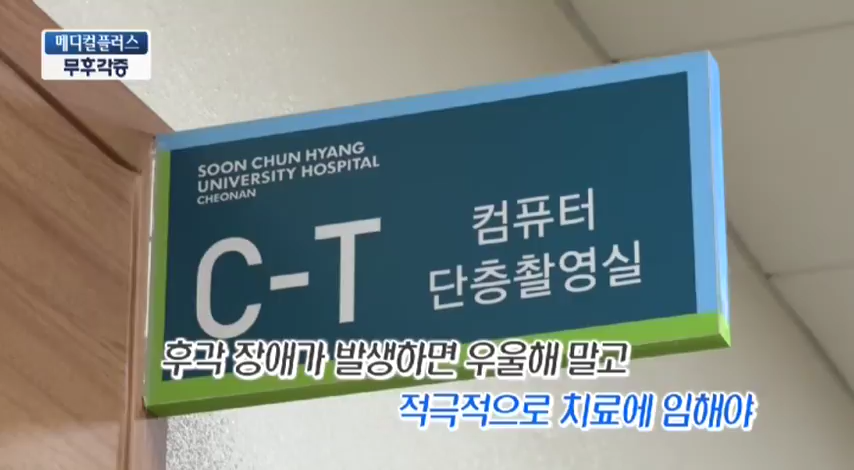 메디컬플러스
무후각증
SOON CHUN HYANG
UNIVERSITY HOSPITAL
CHEONAN
C-T
컴퓨터
단층촬영실
후각 장애가 발생하면 우울해 말고
적극적으로 치료에 임해야